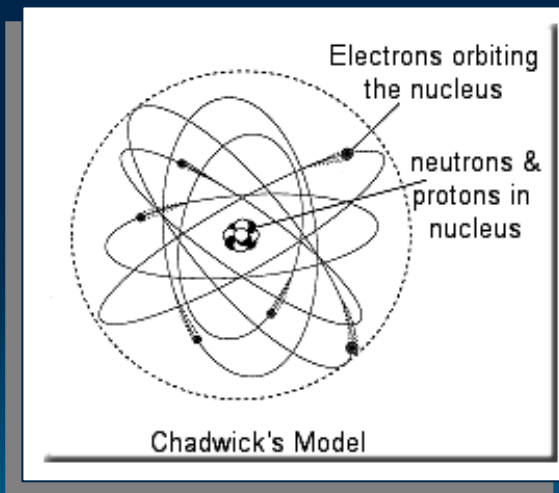 Electrons orbiting
the nucleus
neutrons &
protons in
nucleus
Chadwick's Model